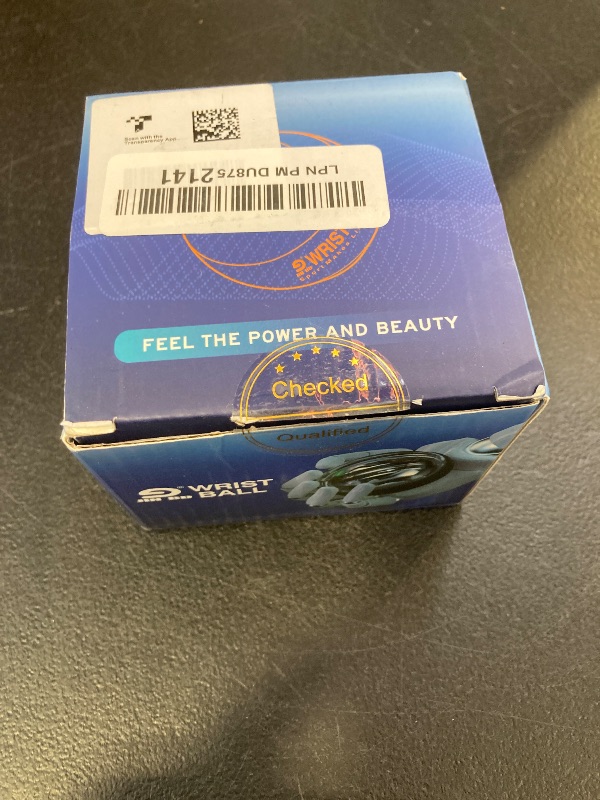 Scan with the
Transparency App
LPN PM DU8752141
WRIST
FEEL THE POWER AND BEAUTY
Checked
Qualified
WRIST
BALL